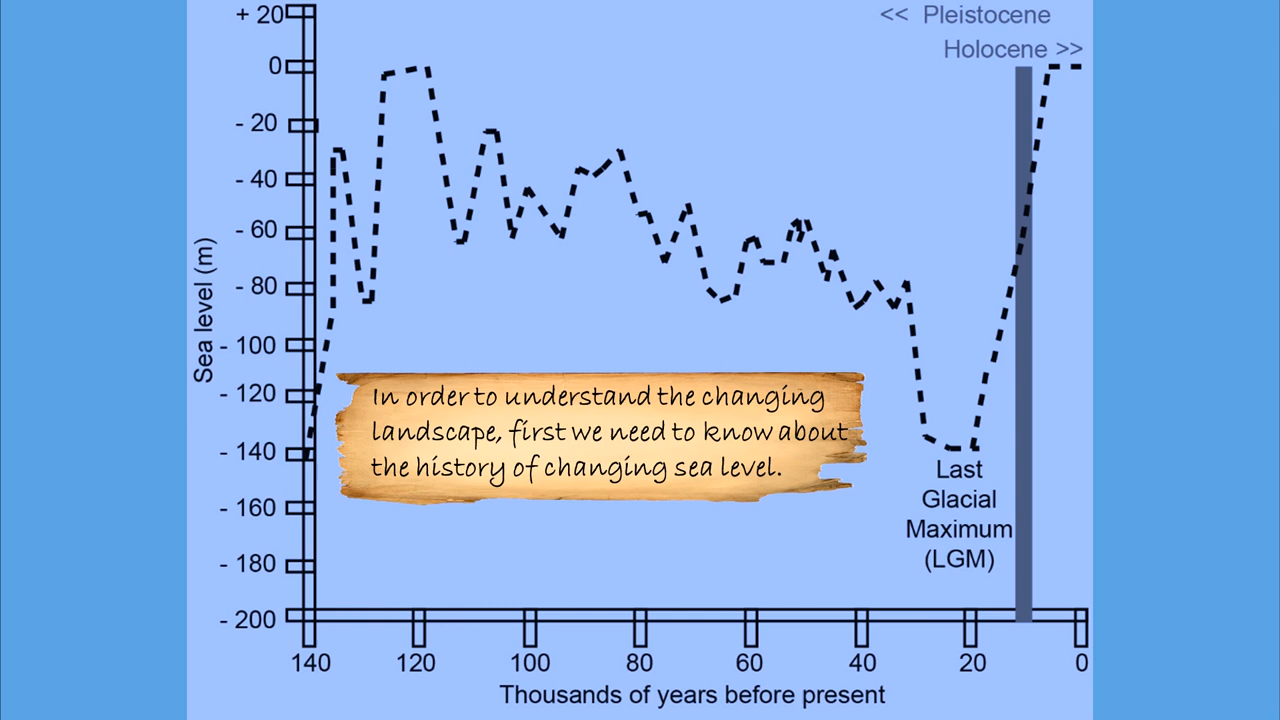 << Pleistocene
Holocene >>
+ 20
0
- 20
- 40
- 60
- 80
- 100
- 120
- 140
- 160
- 180
- 200
Sea level (m)
In order to understand the changing
landscape, first we need to know about
the history of changing sea level.
Last
Glacial
Maximum
(LGM)
140 120 100 80 60 40 20 0
Thousands of years before present